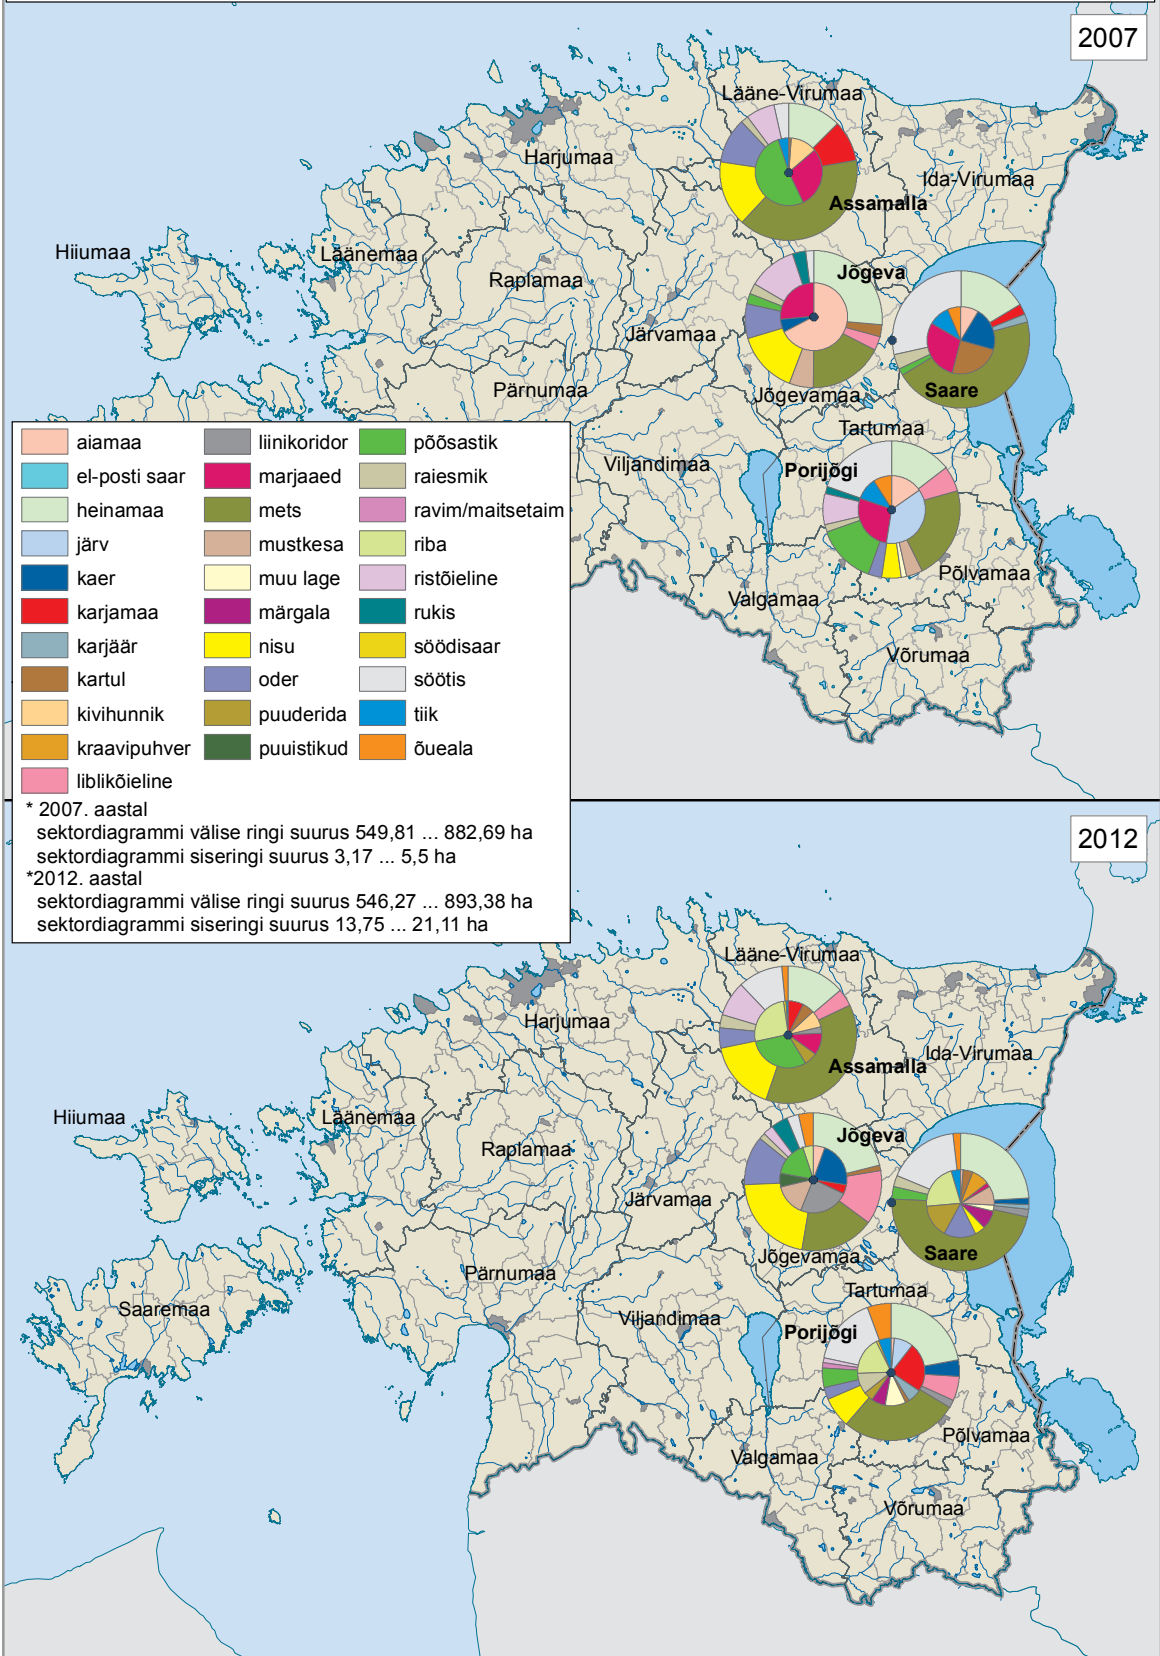 2007
Lääne-Virumaa
Harjumaa
Ida-Virumaa
Assamalla
Hiiumaa
Läänemaa
Raplamaa
Jõgeva
Järvamaa
Pärnumaa
Saare
Jõgevamaa
Tartumaa
Viljandimaa
Porijõgi
Põlvamaa
Valgamaa
Võrumaa
aiamaa
el-posti saar
heinamaa
järv
kaer
karjamaa
karjäär
kartul
kivihunnik
kraavipuhver
liblikõieline
liinikoridor
marjaaed
mets
mustkesa
muu lage
märgala
nisu
oder
puuderida
puuistikud
põõsastik
raiesmik
ravim/maitsetaim
riba
ristõieline
rukis
söödisaar
söötis
tiik
õueala
* 2007. aastal
sektordiagrammi välise ringi suurus 549,81 ... 882,69 ha
sektordiagrammi siseringi suurus 3,17 ... 5,5 ha
*2012. aastal
sektordiagrammi välise ringi suurus 546,27 ... 893,38 ha
sektordiagrammi siseringi suurus 13,75 ... 21,11 ha
2012
Lääne-Virumaa
Harjumaa
Ida-Virumaa
Assamalla
Hiiumaa
Läänemaa
Raplamaa
Jõgeva
Järvamaa
Saare
Jõgevamaa
Pärnumaa
Tartumaa
Saaremaa
Viljandimaa
Porijõgi
Põlvamaa
Valgamaa
Võrumaa